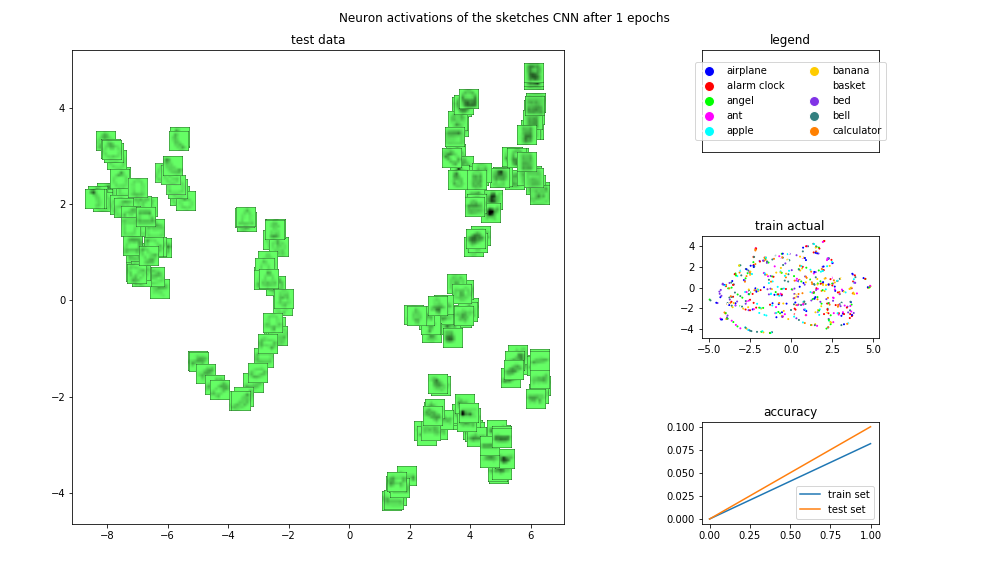 Neuron activations of the sketches CNN after 1 epochs
test data
4
2
0
−2
−4
−8
−6
−4
−2
0
2
4
6
legend
airplane
alarm clock
angel
ant
apple
banana
basket
bed
bell
calculator
train actual
4
2
0
−2
−4
−5.0
−2.5
0.0
2.5
5.0
accuracy
0.100
0.075
0.050
0.025
0.000
train set
test set
0.00
0.25
0.50
0.75
1.00